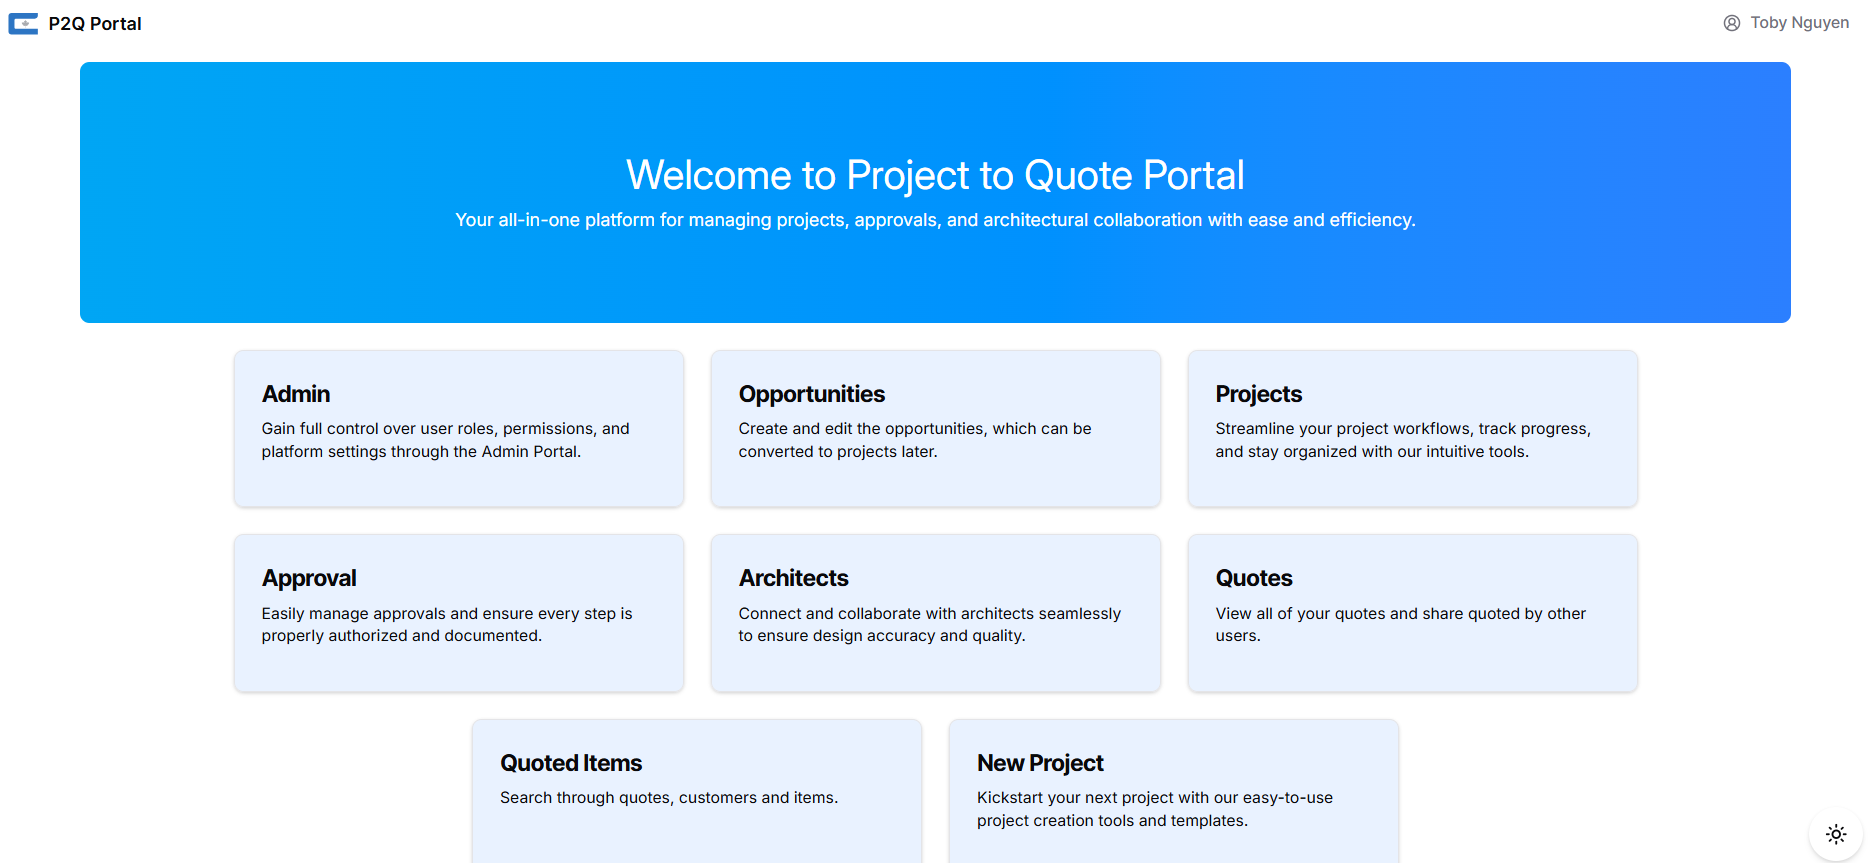 P2Q Portal
Toby Nguyen
Welcome to Project to Quote Portal
Your all-in-one platform for managing projects, approvals, and architectural collaboration with ease and efficiency.
Admin
Gain full control over user roles, permissions, and
platform settings through the Admin Portal.
Opportunities
Create and edit the opportunities, which can be
converted to projects later.
Projects
Streamline your project workflows, track progress,
and stay organized with our intuitive tools.
Approval
Easily manage approvals and ensure every step is
properly authorized and documented.
Architects
Connect and collaborate with architects seamlessly
to ensure design accuracy and quality.
Quotes
View all of your quotes and share quoted by other
users.
Quoted Items
Search through quotes, customers and items.
New Project
Kickstart your next project with our easy-to-use
project creation tools and templates.